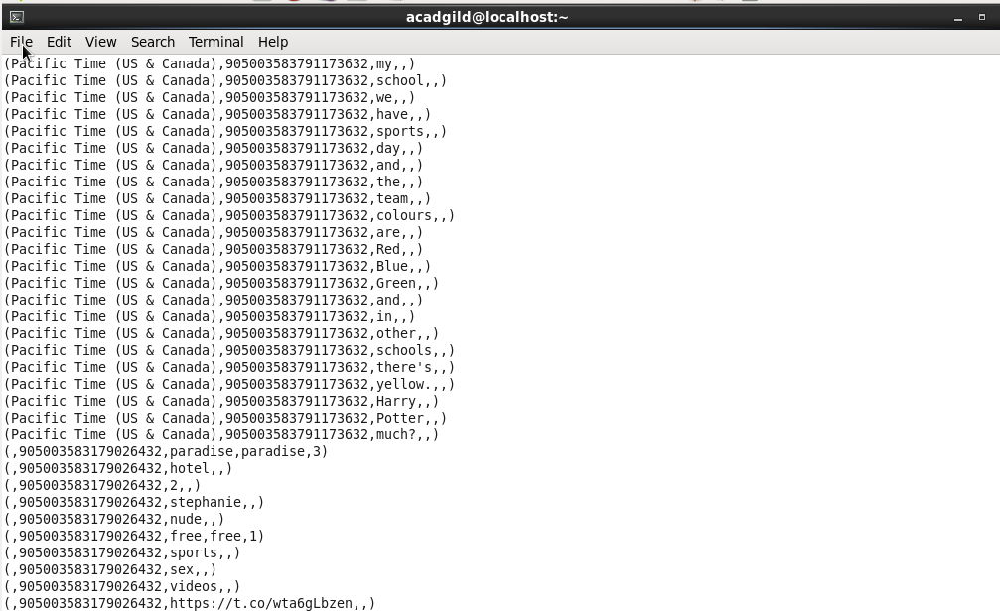 acadgild@localhost:~
File Edit View Search Terminal Help
(Pacific Time (US & Canada),905003583791173632,my,,)
(Pacific Time (US & Canada),905003583791173632,school,,)
(Pacific Time (US & Canada),905003583791173632,we,,)
(Pacific Time (US & Canada),905003583791173632,have,,)
(Pacific Time (US & Canada),905003583791173632,sports,,)
(Pacific Time (US & Canada),905003583791173632,day,,)
(Pacific Time (US & Canada),905003583791173632,and,,)
(Pacific Time (US & Canada),905003583791173632,the,,)
(Pacific Time (US & Canada),905003583791173632,team,,)
(Pacific Time (US & Canada),905003583791173632,colours,,)
(Pacific Time (US & Canada),905003583791173632,are,,)
(Pacific Time (US & Canada),905003583791173632,Red,,)
(Pacific Time (US & Canada),905003583791173632,Blue,,)
(Pacific Time (US & Canada),905003583791173632,Green,,)
(Pacific Time (US & Canada),905003583791173632,and,,)
(Pacific Time (US & Canada),905003583791173632,in,,)
(Pacific Time (US & Canada),905003583791173632,other,,)
(Pacific Time (US & Canada),905003583791173632,schools,,)
(Pacific Time (US & Canada),905003583791173632,there's,,)
(Pacific Time (US & Canada),905003583791173632,yellow.,,)
(Pacific Time (US & Canada),905003583791173632,Harry,,)
(Pacific Time (US & Canada),905003583791173632,Potter,,)
(Pacific Time (US & Canada),905003583791173632,much?,,)
(,905003583179026432,paradise,paradise,3)
(,905003583179026432,hotel,,)
(,905003583179026432,2,,)
(,905003583179026432,stephanie,,)
(,905003583179026432,nude,,)
(,905003583179026432,free,free,1)
(,905003583179026432,sports,,)
(,905003583179026432,sex,,)
(,905003583179026432,videos,,)
(,905003583179026432,https://t.co/wta6gLbzen,,)